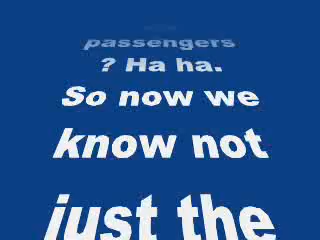 passengers
? Ha ha.
So now we
know not
just the